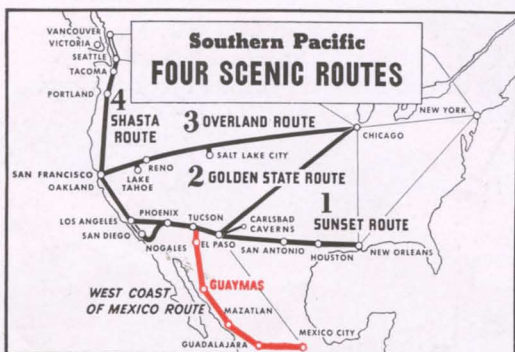 Southern Pacific
FOUR SCENIC ROUTES
VANCOUVER
VICTORIA
SEATTLE
TACOMA
PORTLAND
4
SHASTA
ROUTE
3 OVERLAND ROUTE
NEW YORK
CHICAGO
SALT LAKE CITY
RENO
LAKE
TAHOE
SAN FRANCISCO
OAKLAND
2 GOLDEN STATE ROUTE
1
SUNSET ROUTE
LOS ANGELES
PHOENIX
TUCSON
CARLSBAD
CAVERNS
SAN DIEGO
NOGALES
EL PASO
SAN ANTONIO
HOUSTON
NEW ORLEANS
WEST COAST
OF MEXICO ROUTE
GUAYMAS
MAZATLAN
MEXICO CITY
GUADALAJARA